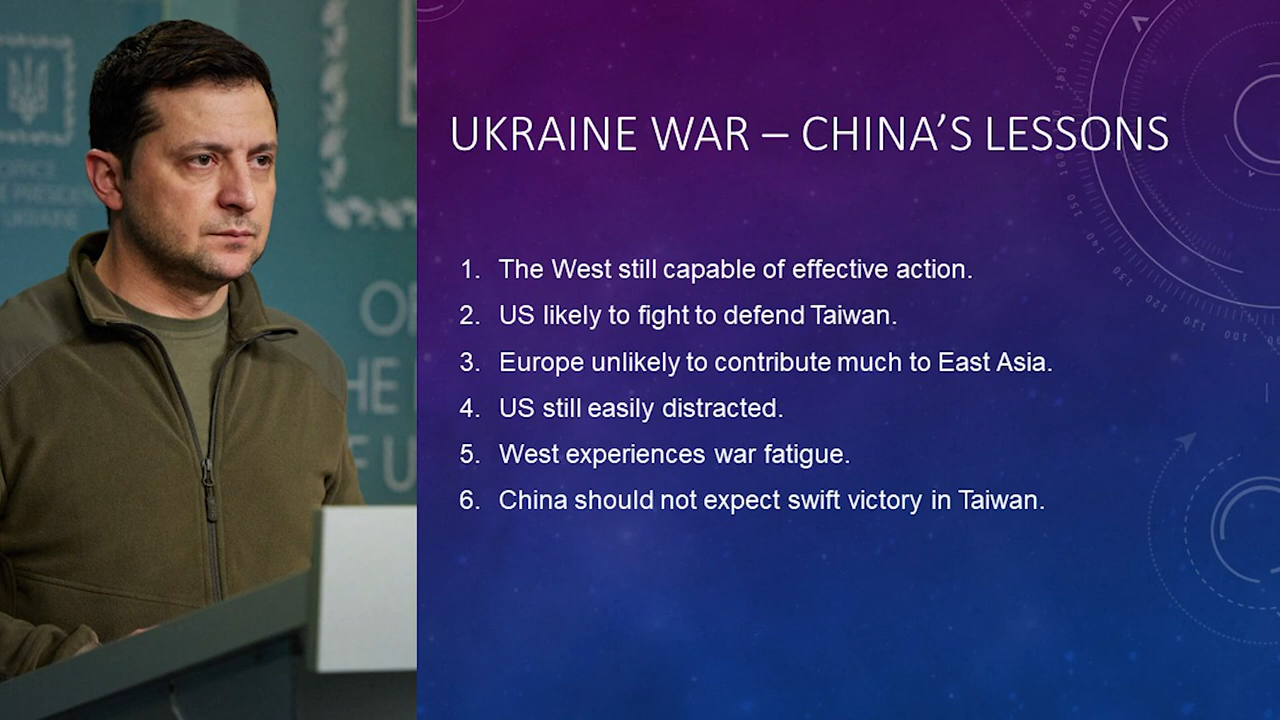 OFFICE
UKRAINE
UKRAINE WAR – CHINA'S LESSONS
1. The West still capable of effective action.
2. US likely to fight to defend Taiwan.
3. Europe unlikely to contribute much to East Asia.
4. US still easily distracted.
5. West experiences war fatigue.
6. China should not expect swift victory in Taiwan.